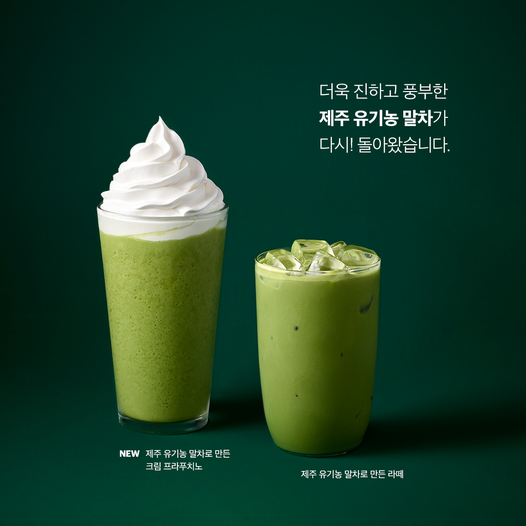 더욱 진하고 풍부한
제주 유기농 말차가
다시! 돌아왔습니다.
NEW 제주 유기농 말차로 만든
크림 프라푸치노
제주 유기농 말차로 만든 라떼